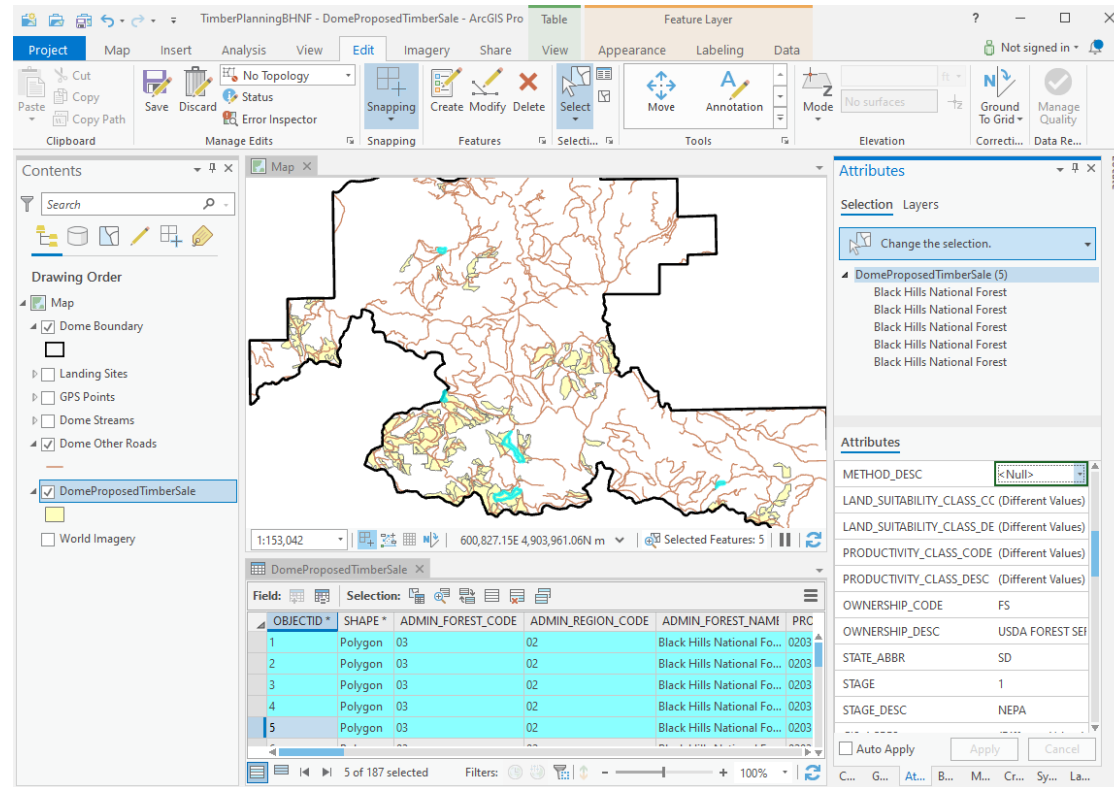 TimberPlanningBHNF - DomeProposedTimberSale - ArcGIS Pro
Table
Feature Layer
?
Project Map Insert Analysis View Edit Imagery Share View Appearance Labeling Data
Not signed in
Paste
Cut
Copy
Copy Path
Clipboard
Save Discard
No Topology
Status
Error Inspector
Manage Edits
Snapping
Snapping
Create Modify Delete
Features
Select
Selecti...
Move Annotation
Tools
Mode
No surfaces
ft
Elevation
Ground To Grid
Correcti...
Manage Quality
Data Re...
Contents
Search
Drawing Order
Map
Dome Boundary
Landing Sites
GPS Points
Dome Streams
Dome Other Roads
DomeProposedTimberSale
World Imagery
Map
1:153,042
600,827.15E 4,903,961.06N m
Selected Features: 5
DomeProposedTimberSale
Field: Selection:
OBJECTID * SHAPE * ADMIN_FOREST_CODE ADMIN_REGION_CODE ADMIN_FOREST_NAME PRO
1 Polygon 03 02 Black Hills National Fo... 0203
2 Polygon 03 02 Black Hills National Fo... 0203
3 Polygon 03 02 Black Hills National Fo... 0203
4 Polygon 03 02 Black Hills National Fo... 0203
5 Polygon 03 02 Black Hills National Fo... 0203
5 of 187 selected Filters: - + 100%
Attributes
Selection Layers
Change the selection.
DomeProposedTimberSale (5)
Black Hills National Forest
Black Hills National Forest
Black Hills National Forest
Black Hills National Forest
Black Hills National Forest
Attributes
METHOD_DESC <Null>
LAND_SUITABILITY_CLASS_CC (Different Values)
LAND_SUITABILITY_CLASS_DE (Different Values)
PRODUCTIVITY_CLASS_CODE (Different Values)
PRODUCTIVITY_CLASS_DESC (Different Values)
OWNERSHIP_CODE FS
OWNERSHIP_DESC USDA FOREST SEF
STATE_ABBR SD
STAGE 1
STAGE_DESC NEPA
Auto Apply Apply Cancel
C... G... At... B... M... Cr... Sy... La...